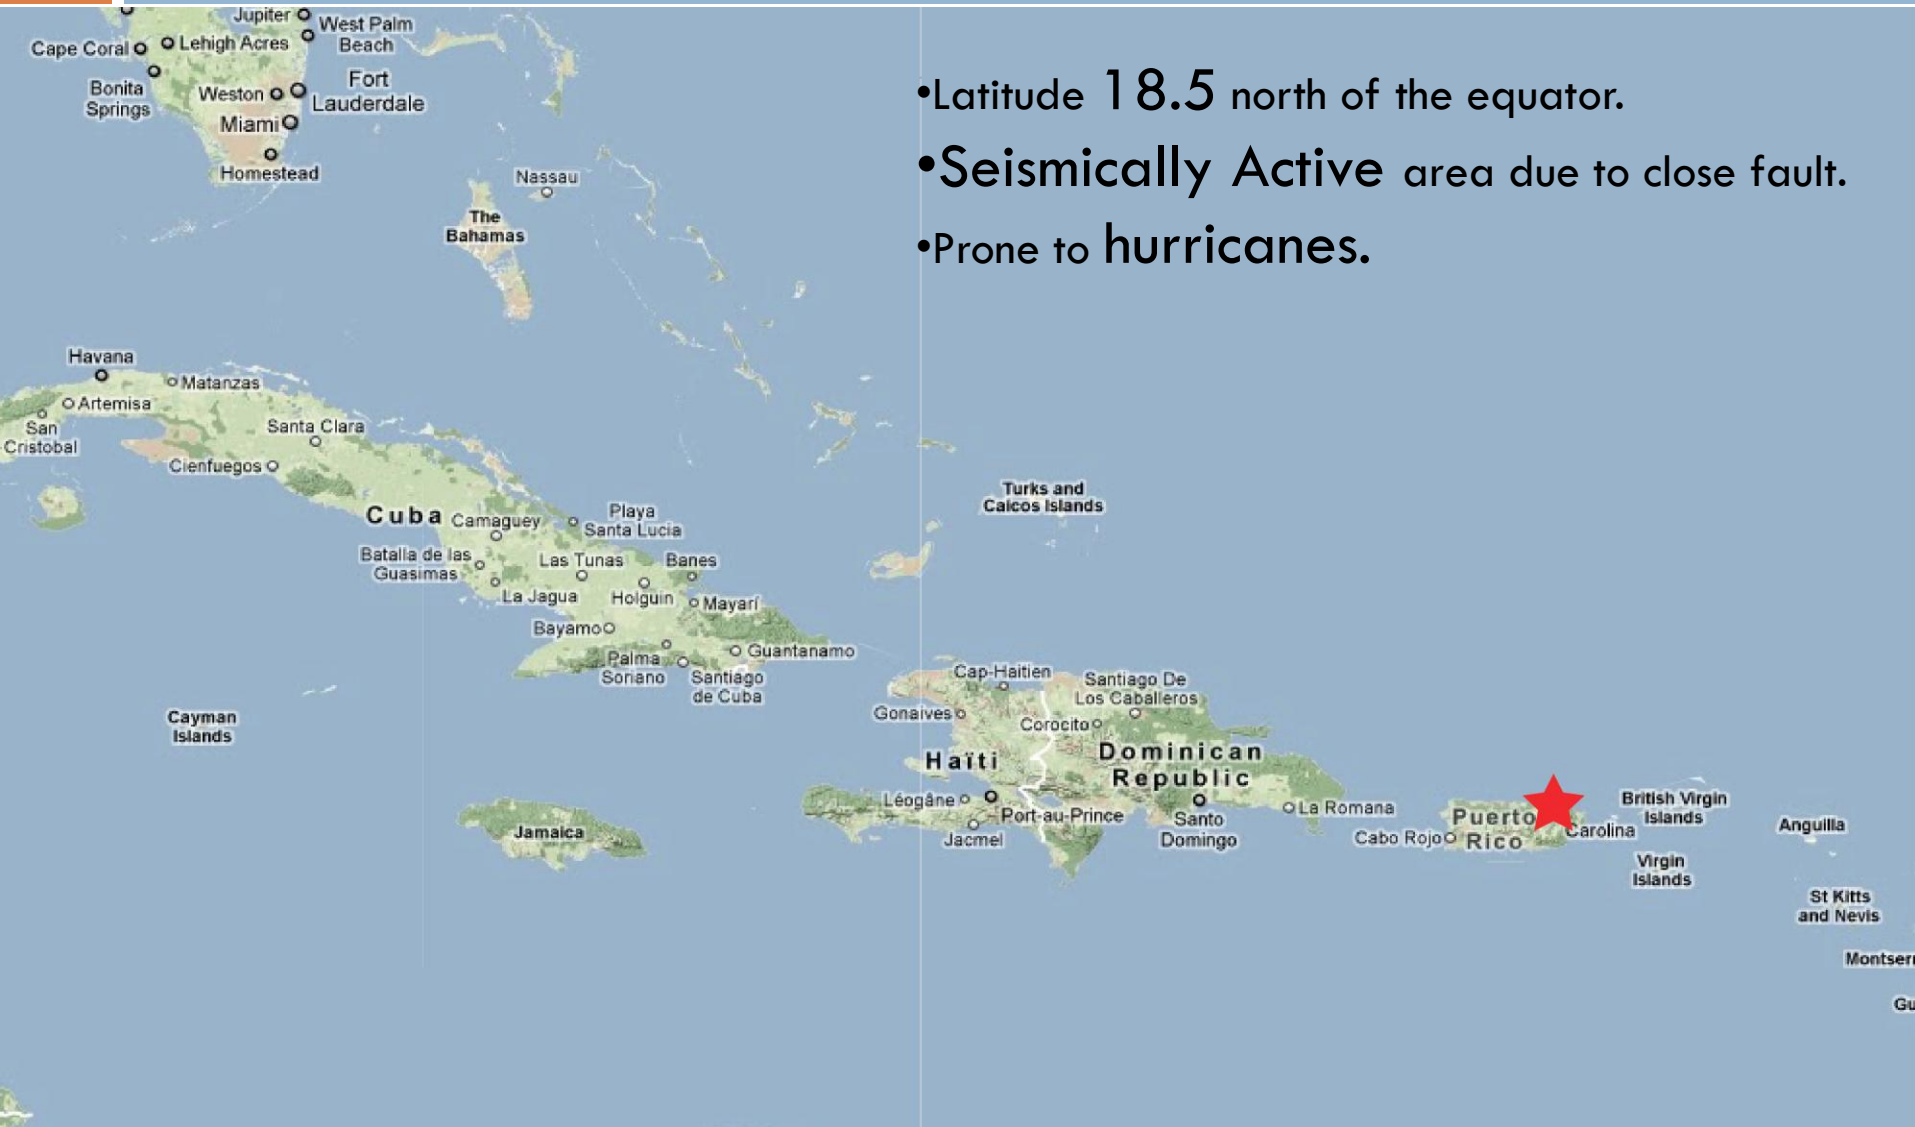 Jupiter
West Palm
Beach
Cape Coral
Lehigh Acres
Bonita
Springs
Weston
Fort
Lauderdale
Miami
Homestead
•Latitude 18.5 north of the equator.
•Seismically Active area due to close fault.
•Prone to hurricanes.
Nassau
The
Bahamas
Havana
Matanzas
Artemisa
San
Cristobal
Santa Clara
Cienfuegos
Turks and
Caicos Islands
Cuba
Camaguey
Playa
Santa Lucia
Batalla de las
Guasimas
Las Tunas
Banes
La Jagua
Holguin
Mayarí
Bayamo
Guantanamo
Palma
Soriano
Santiago
de Cuba
Cayman
Islands
Cap-Haitien
Santiago De
Los Caballeros
Gonaives
Corocito
Haïti
Dominican
Republic
Léogâne
Port-au-Prince
Jacmel
La Romana
Santo
Domingo
Jamaica
Cabo Rojo
Puerto
Rico
Carolina
British Virgin
Islands
Virgin
Islands
Anguilla
St Kitts
and Nevis
Montserr
Gu